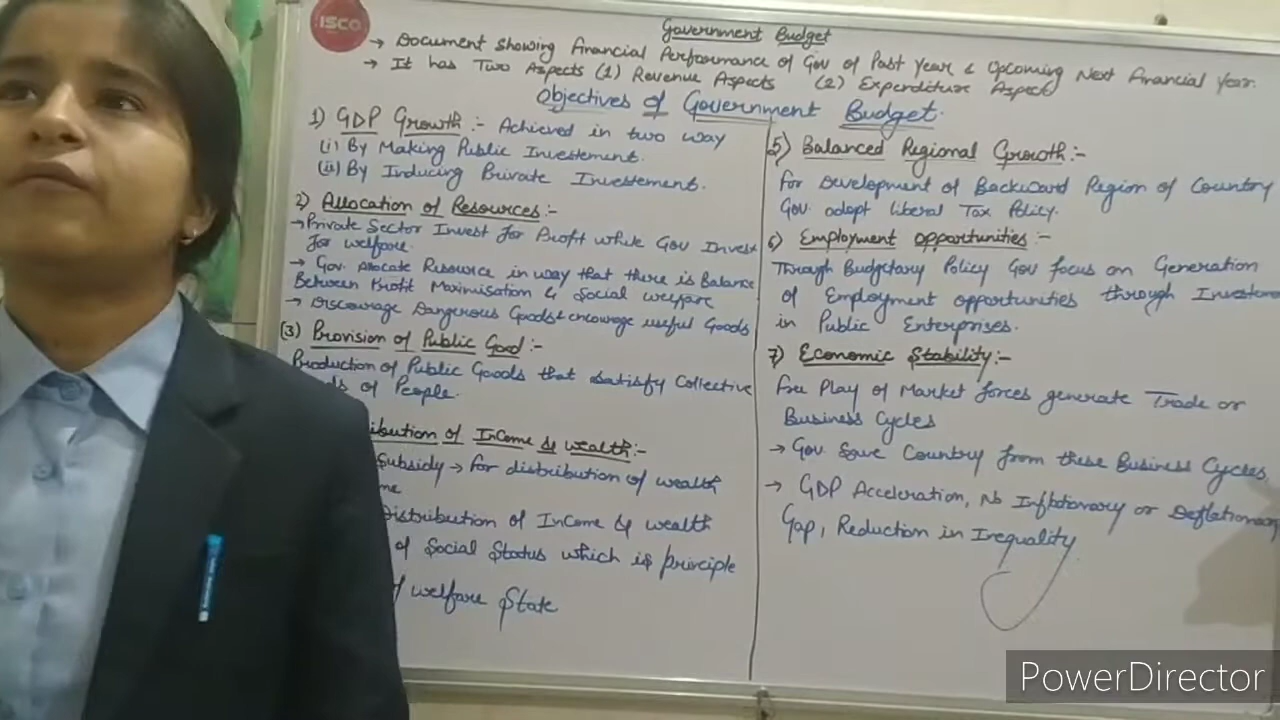 ISCO
Government Budget
→ Document showing Financial Performance of Gov of Past Year & Upcoming Next Financial Year.
→ It has Two Aspects (1) Revenue Aspects (2) Expenditure Aspects
Objectives of Government Budget.
1) GDP Growth :- Achieved in two way
(i) By Making Public Investement.
(ii) By Inducing Private Investement.
2) Allocation of Resources:-
→ Private Sector Invest for Profit while Gov Invest
for welfare.
→ Gov. Allocate Resource in way that there is Balance
Between Profit Maximisation & Social welfare
→ Discourage Dangerous Goods & encourage useful Goods
(3) Provision of Public Good:-
Production of Public Goods that satisfy Collective
of People.
of Income & wealth:-
Subsidy → for distribution of wealth
Distribution of Income & wealth
of Social Status which is principle
welfare State
5) Balanced Regional Growth:-
For Development of Backward Region of Country
Gov. adopt liberal Tax Policy.
6) Employment opportunities :-
Through Budgetary Policy Gov focus on Generation
of Employment opportunities through
in Public Enterprises.
7) Economic Stability:-
Free Play of Market forces generate Trade or
Business Cycles
→ Gov. Save Country from these Business Cycles.
→ GDP Acceleration, No Inflationary or Deflationary
Gap, Reduction in Inequality
PowerDirector